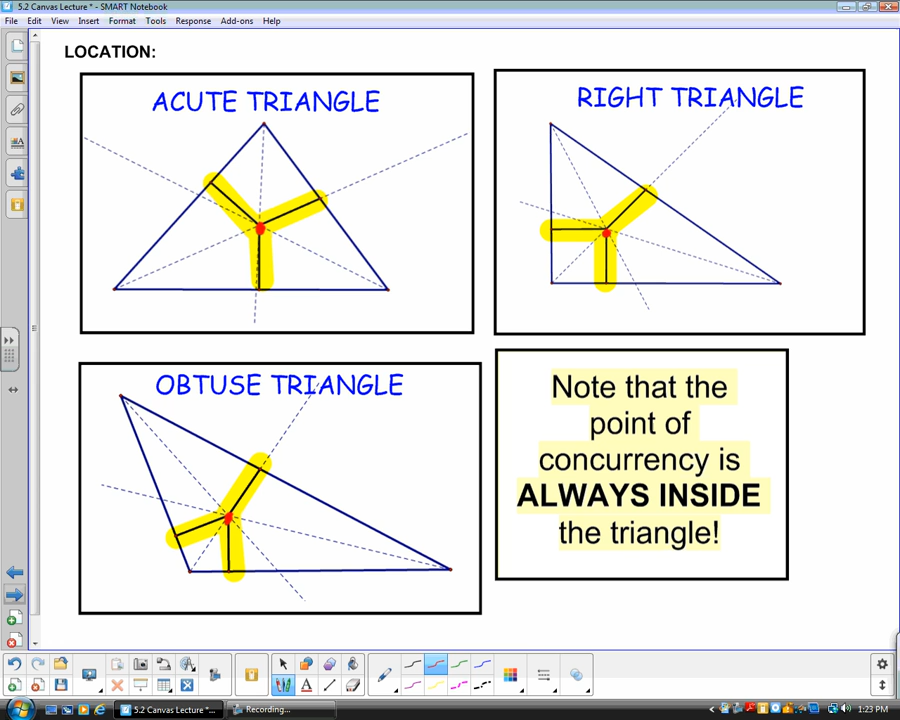 5.2 Canvas Lecture * - SMART Notebook
File Edit View Insert Format Tools Response Add-ons Help
LOCATION:
ACUTE TRIANGLE
RIGHT TRIANGLE
OBTUSE TRIANGLE
Note that the
point of
concurrency is
ALWAYS INSIDE
the triangle!
5.2 Canvas Lecture *...
Recording...
1:23 PM